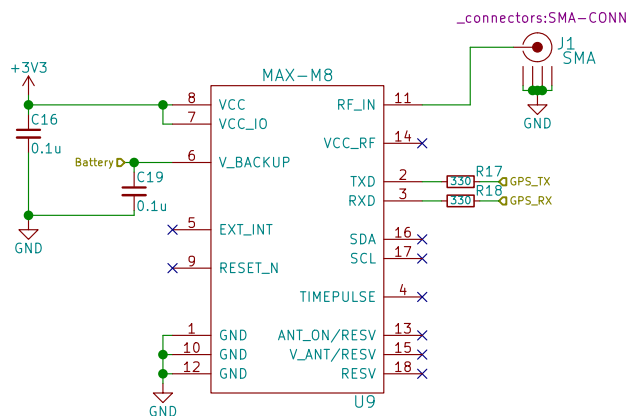 _connectors:SMA-CONN
J1
SMA
GND
+3V3
MAX-M8
8 VCC
7 VCC_IO
6 V_BACKUP
5 EXT_INT
9 RESET_N
1 GND
10 GND
12 GND
RF_IN 11
VCC_RF 14
TXD 2
RXD 3
SDA 16
SCL 17
TIMEPULSE 4
ANT_ON/RESV 13
V_ANT/RESV 15
RESV 18
U9
C16
0.1u
Battery
C19
0.1u
GND
GND
R17
330
GPS_TX
R18
330
GPS_RX